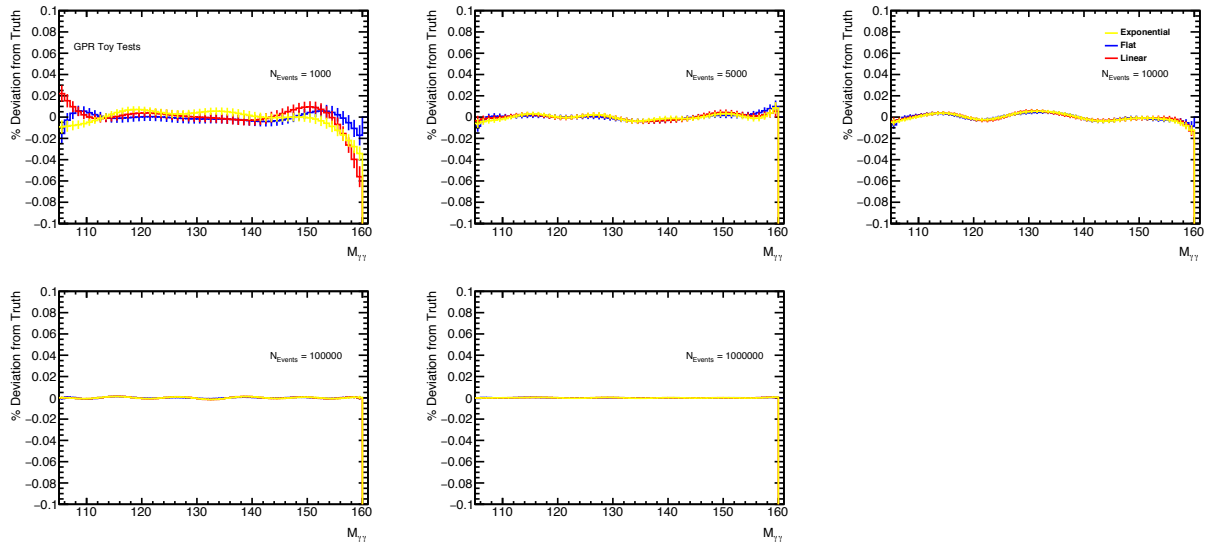 % Deviation from Truth
0.1
0.08
0.06
0.04
0.02
0
−0.02
−0.04
−0.06
−0.08
−0.1
GPR Toy Tests
N_Events = 1000
110 120 130 140 150 160
M_γγ
% Deviation from Truth
0.1
0.08
0.06
0.04
0.02
0
−0.02
−0.04
−0.06
−0.08
−0.1
N_Events = 5000
110 120 130 140 150 160
M_γγ
% Deviation from Truth
0.1
0.08
0.06
0.04
0.02
0
−0.02
−0.04
−0.06
−0.08
−0.1
Exponential
Flat
Linear
N_Events = 10000
110 120 130 140 150 160
M_γγ
% Deviation from Truth
0.1
0.08
0.06
0.04
0.02
0
−0.02
−0.04
−0.06
−0.08
−0.1
N_Events = 100000
110 120 130 140 150 160
M_γγ
% Deviation from Truth
0.1
0.08
0.06
0.04
0.02
0
−0.02
−0.04
−0.06
−0.08
−0.1
N_Events = 1000000
110 120 130 140 150 160
M_γγ